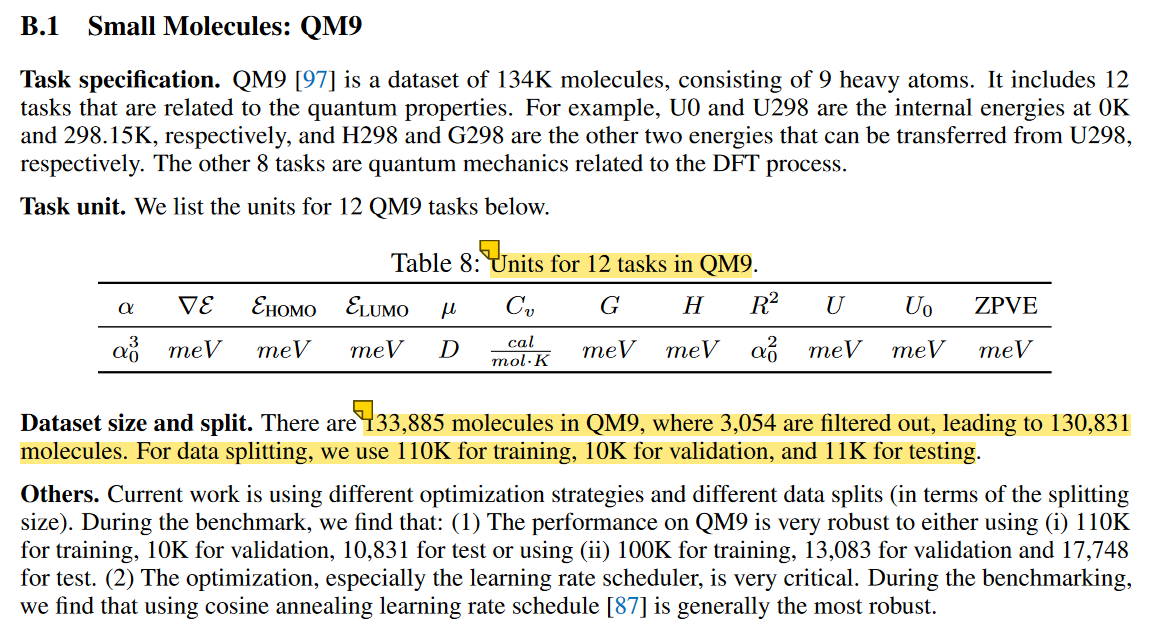 B.1 Small Molecules: QM9
Task specification. QM9 [97] is a dataset of 134K molecules, consisting of 9 heavy atoms. It includes 12
tasks that are related to the quantum properties. For example, U0 and U298 are the internal energies at 0K
and 298.15K, respectively, and H298 and G298 are the other two energies that can be transferred from U298,
respectively. The other 8 tasks are quantum mechanics related to the DFT process.
Task unit. We list the units for 12 QM9 tasks below.
Table 8: Units for 12 tasks in QM9.
α ∇ℰ ℰHOMO ℰLUMO μ Cᵥ G H R² U U₀ ZPVE
α₀³ meV meV meV D cal/mol·K meV meV α₀² meV meV meV
Dataset size and split. There are 133,885 molecules in QM9, where 3,054 are filtered out, leading to 130,831
molecules. For data splitting, we use 110K for training, 10K for validation, and 11K for testing.
Others. Current work is using different optimization strategies and different data splits (in terms of the splitting
size). During the benchmark, we find that: (1) The performance on QM9 is very robust to either using (i) 110K
for training, 10K for validation, 10,831 for test or using (ii) 100K for training, 13,083 for validation and 17,748
for test. (2) The optimization, especially the learning rate scheduler, is very critical. During the benchmarking,
we find that using cosine annealing learning rate schedule [87] is generally the most robust.